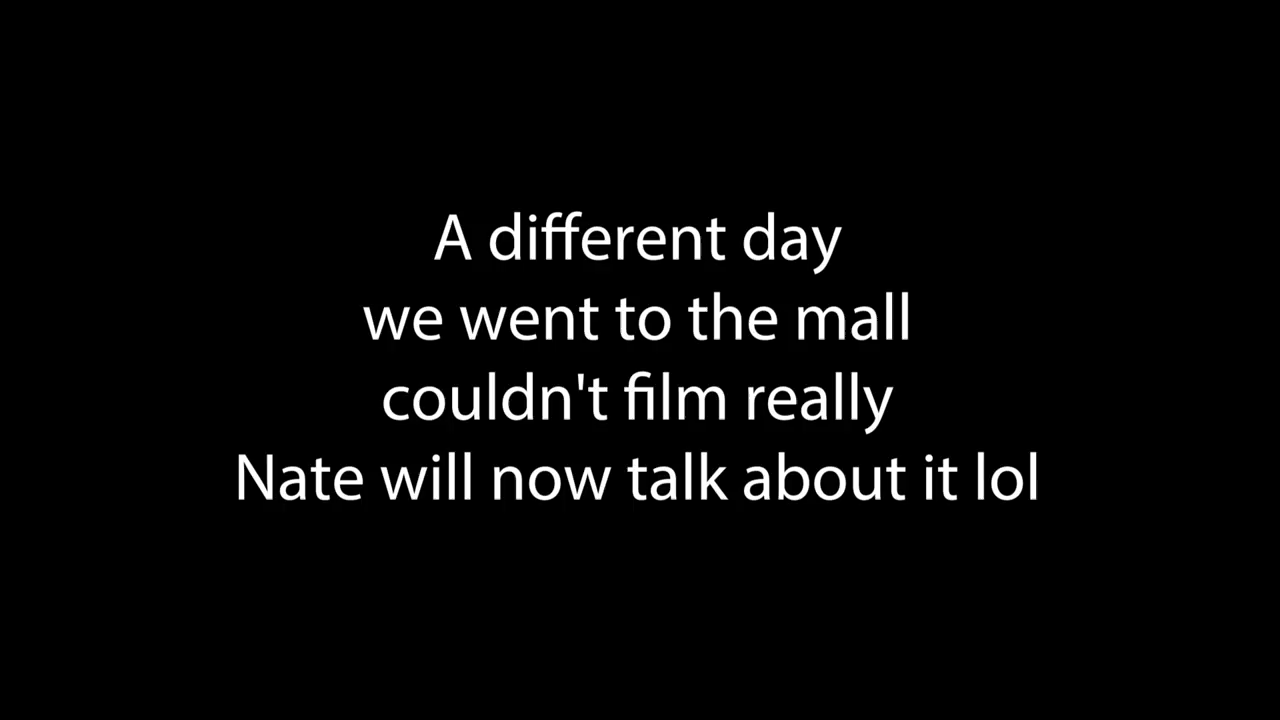 A different day
we went to the mall
couldn't film really
Nate will now talk about it lol